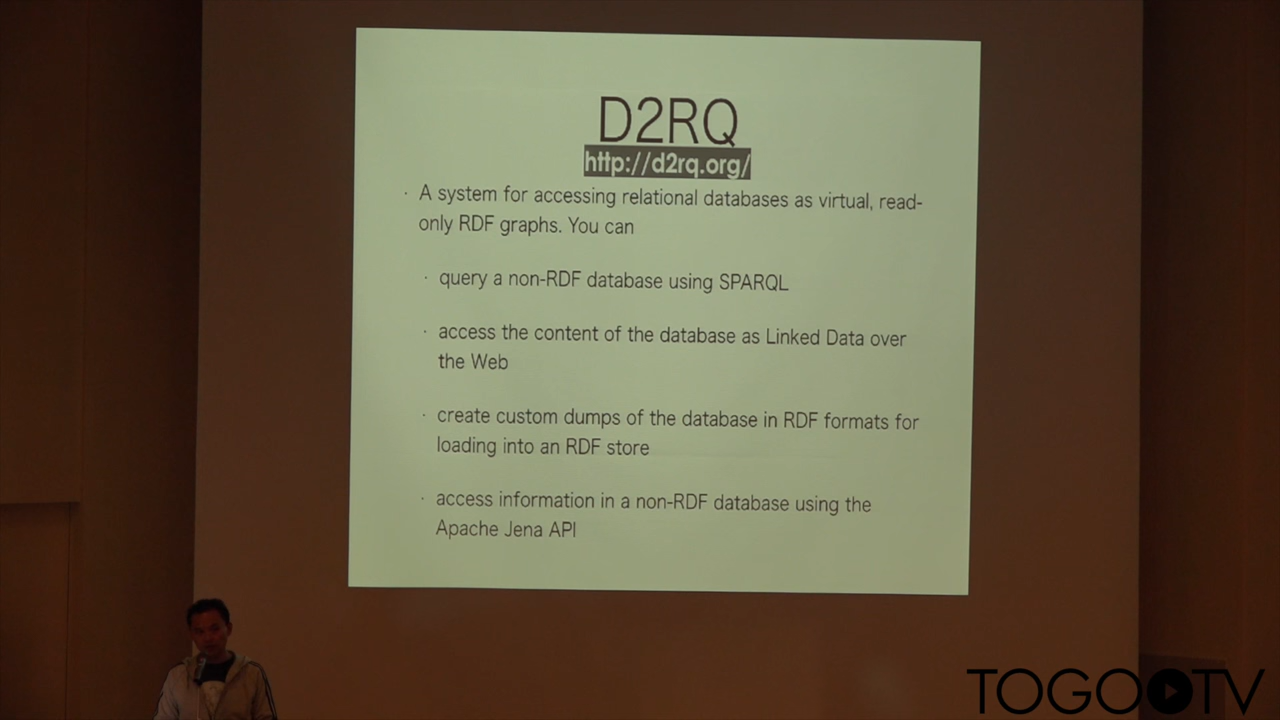 D2RQ
http://d2rq.org/
· A system for accessing relational databases as virtual, read-
only RDF graphs. You can
· query a non-RDF database using SPARQL
· access the content of the database as Linked Data over
the Web
· create custom dumps of the database in RDF formats for
loading into an RDF store
· access information in a non-RDF database using the
Apache Jena API
TOGOTV